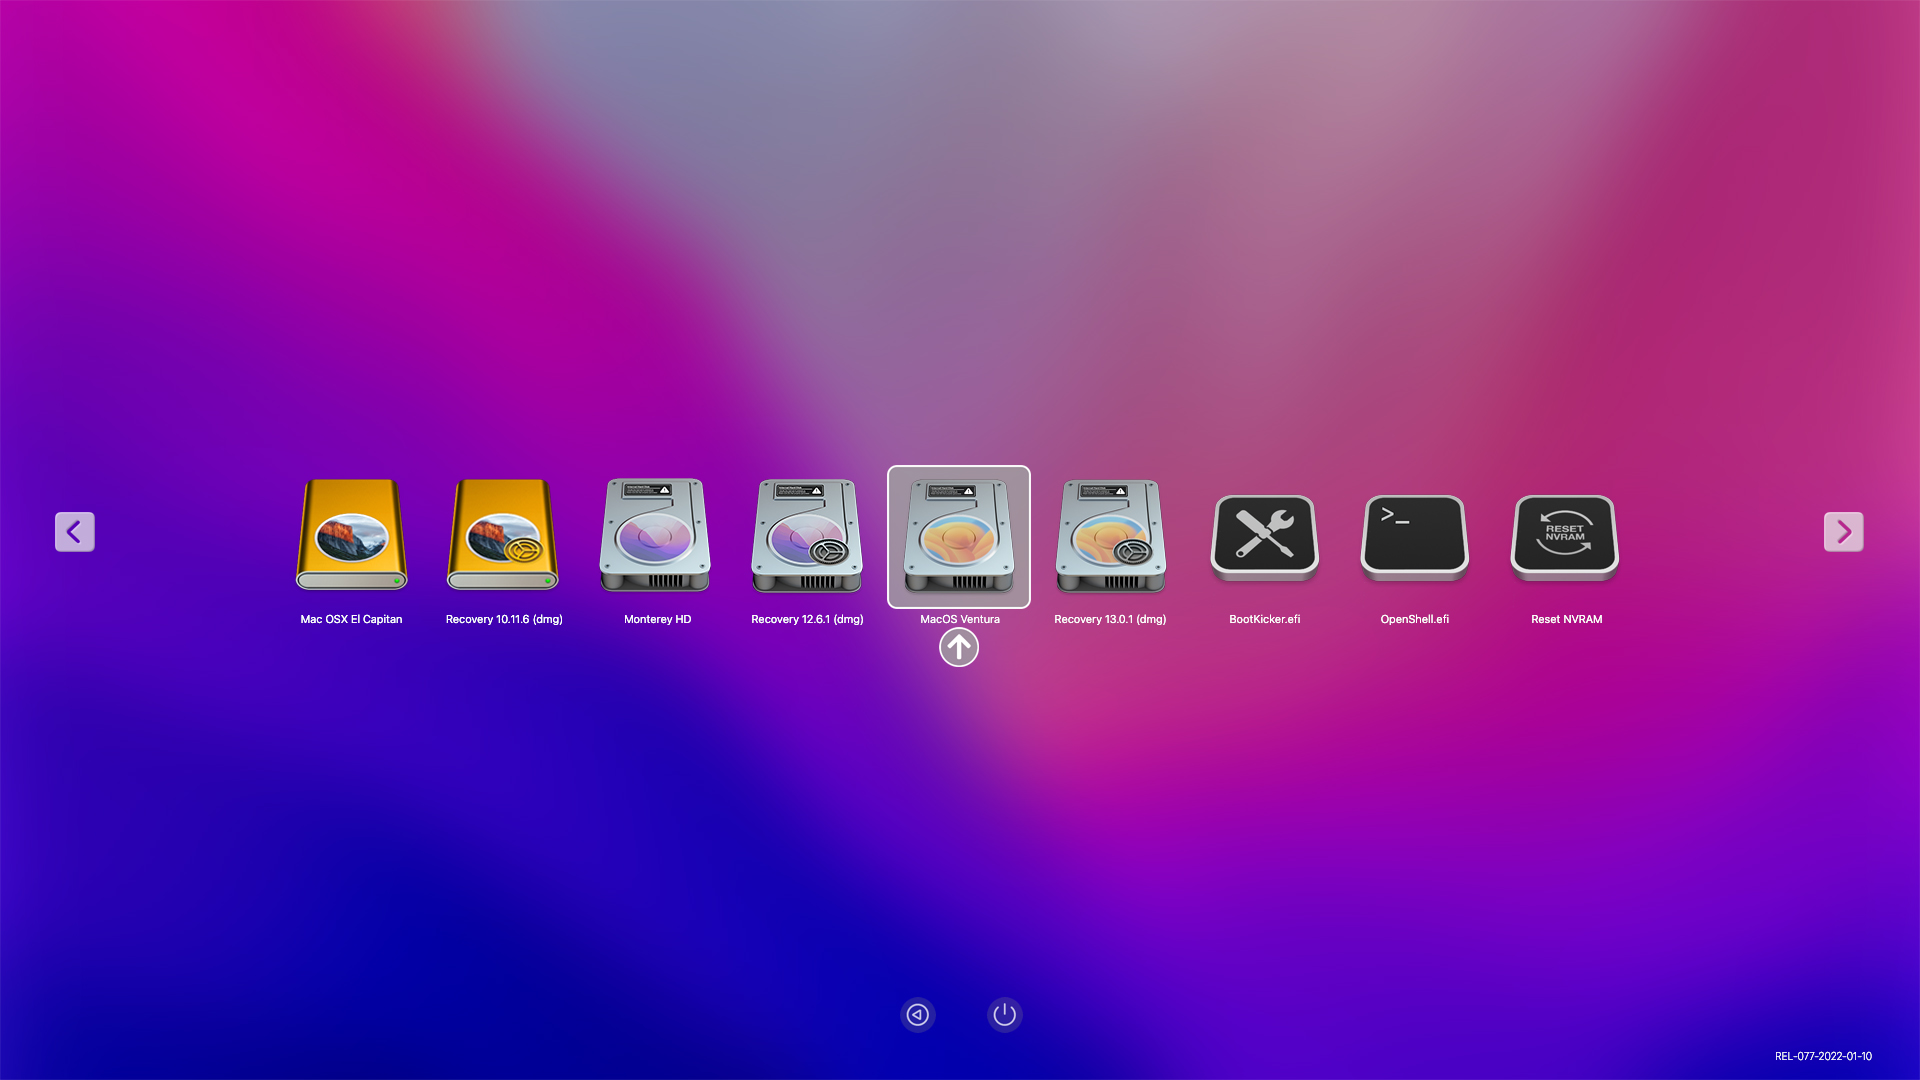 Mac OSX El Capitan
Recovery 10.11.6 (dmg)
Monterey HD
Recovery 12.6.1 (dmg)
MacOS Ventura
Recovery 13.0.1 (dmg)
BootKicker.efi
>_
OpenShell.efi
RESET
NVRAM
Reset NVRAM
REL-077-2022-01-10